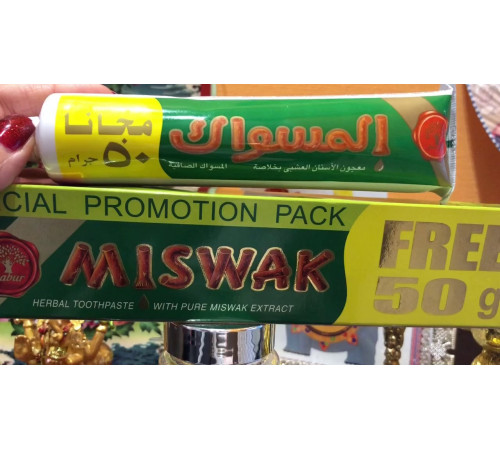 مجانا
٥٠
جرام
المسواك
معجون الأسنان العشبي بخلاصة المسواك الصافية
CIAL PROMOTION PACK
abur
MISWAK
HERBAL TOOTHPASTE WITH PURE MISWAK EXTRACT
FREE
50 g